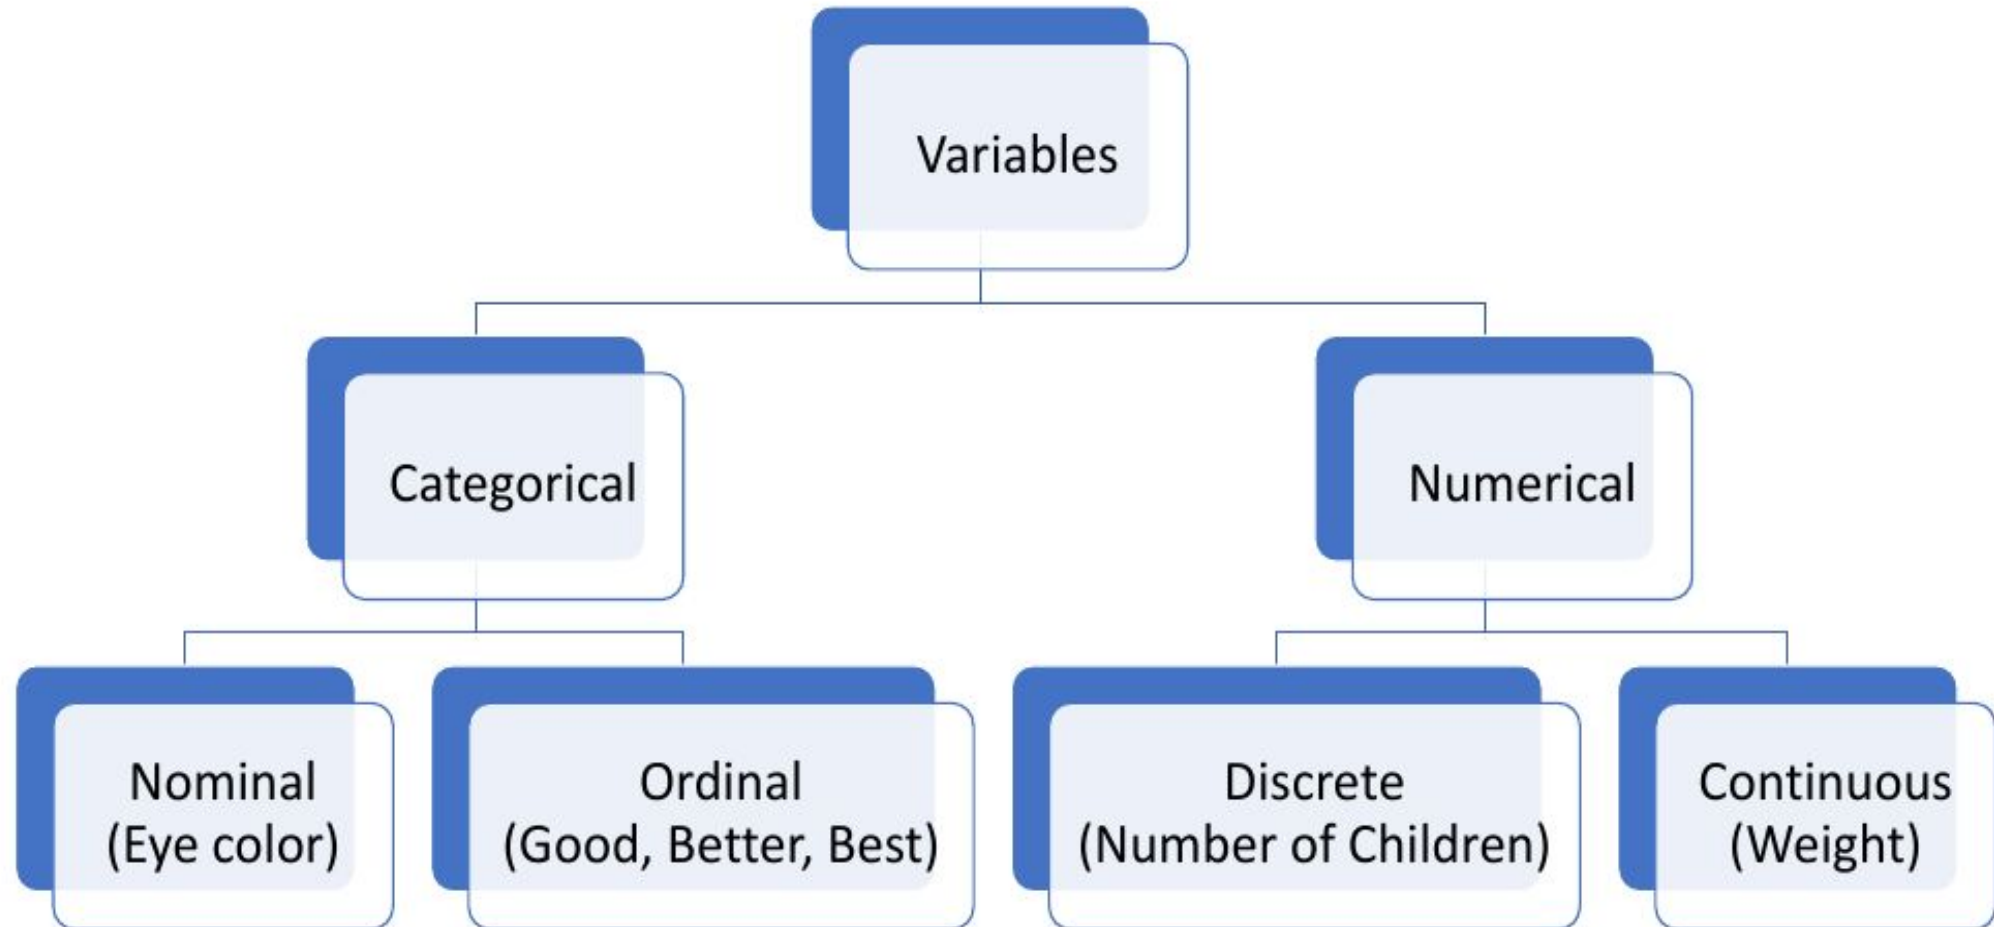 Variables
Categorical
Numerical
Nominal
(Eye color)
Ordinal
(Good, Better, Best)
Discrete
(Number of Children)
Continuous
(Weight)